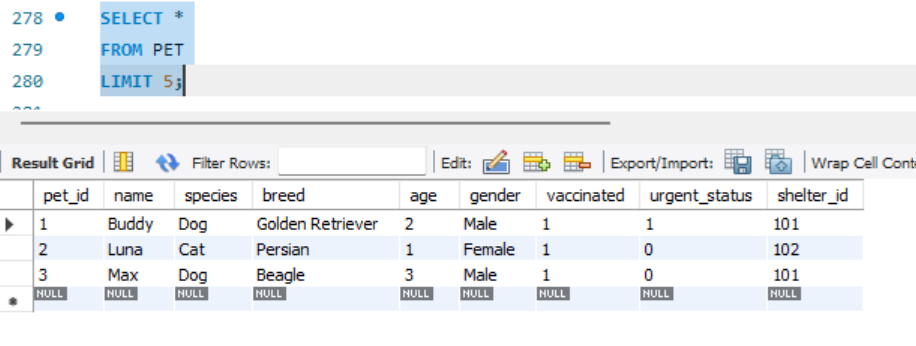 278 SELECT *
279 FROM PET
280 LIMIT 5;
Result Grid Filter Rows: Edit: Export/Import: Wrap Cell Conte
pet_id name species breed age gender vaccinated urgent_status shelter_id
1 Buddy Dog Golden Retriever 2 Male 1 1 101
2 Luna Cat Persian 1 Female 1 0 102
3 Max Dog Beagle 3 Male 1 0 101
NULL NULL NULL NULL NULL NULL NULL NULL NULL